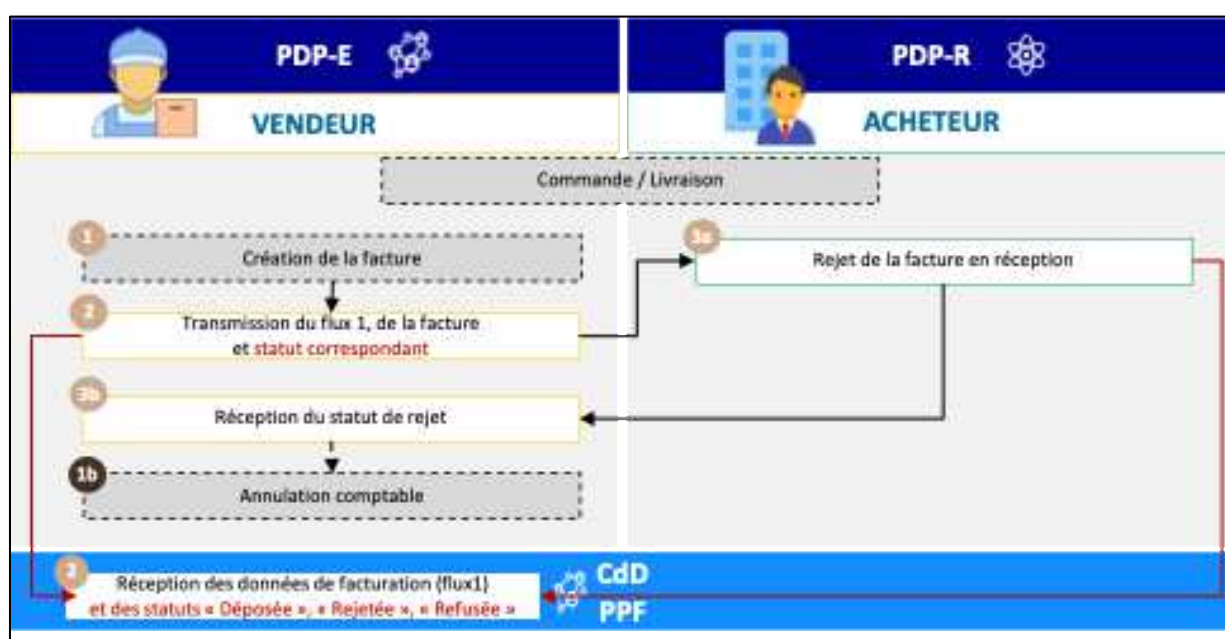 PDP-E
PDP-R
VENDEUR
ACHETEUR
Commande / Livraison
1
Création de la facture
3a
Rejet de la facture en réception
2
Transmission du flux 1, de la facture
et statut correspondant
3b
Réception du statut de rejet
1b
Annulation comptable
3
Réception des données de facturation (flux1)
et des statuts « Déposée », « Rejetée », « Refusée »
CdD
PPF